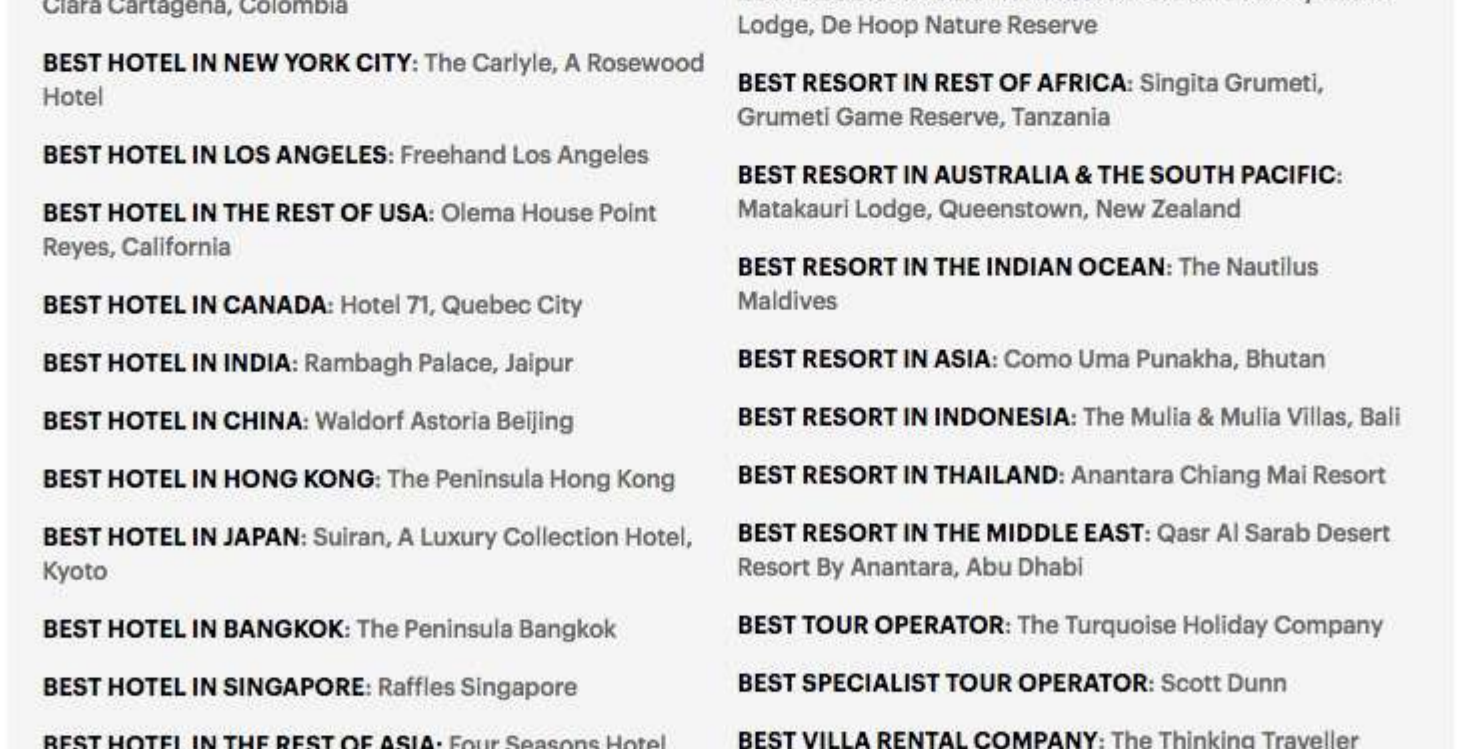 Clara Cartagena, Colombia
BEST HOTEL IN NEW YORK CITY: The Carlyle, A Rosewood
Hotel
BEST HOTEL IN LOS ANGELES: Freehand Los Angeles
BEST HOTEL IN THE REST OF USA: Olema House Point
Reyes, California
BEST HOTEL IN CANADA: Hotel 71, Quebec City
BEST HOTEL IN INDIA: Rambagh Palace, Jaipur
BEST HOTEL IN CHINA: Waldorf Astoria Beijing
BEST HOTEL IN HONG KONG: The Peninsula Hong Kong
BEST HOTEL IN JAPAN: Suiran, A Luxury Collection Hotel,
Kyoto
BEST HOTEL IN BANGKOK: The Peninsula Bangkok
BEST HOTEL IN SINGAPORE: Raffles Singapore
BEST HOTEL IN THE REST OF ASIA: Four Seasons Hotel
Lodge, De Hoop Nature Reserve
BEST RESORT IN REST OF AFRICA: Singita Grumeti,
Grumeti Game Reserve, Tanzania
BEST RESORT IN AUSTRALIA & THE SOUTH PACIFIC:
Matakauri Lodge, Queenstown, New Zealand
BEST RESORT IN THE INDIAN OCEAN: The Nautilus
Maldives
BEST RESORT IN ASIA: Como Uma Punakha, Bhutan
BEST RESORT IN INDONESIA: The Mulia & Mulia Villas, Bali
BEST RESORT IN THAILAND: Anantara Chiang Mai Resort
BEST RESORT IN THE MIDDLE EAST: Qasr Al Sarab Desert
Resort By Anantara, Abu Dhabi
BEST TOUR OPERATOR: The Turquoise Holiday Company
BEST SPECIALIST TOUR OPERATOR: Scott Dunn
BEST VILLA RENTAL COMPANY: The Thinking Traveller